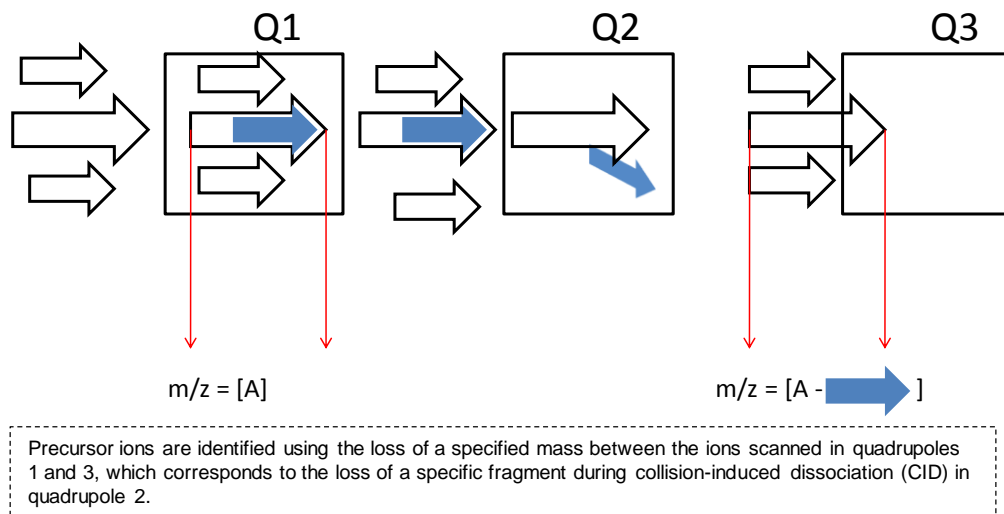 Q1 Q2 Q3
m/z = [A] m/z = [A - ]
Precursor ions are identified using the loss of a specified mass between the ions scanned in quadrupoles
1 and 3, which corresponds to the loss of a specific fragment during collision-induced dissociation (CID) in
quadrupole 2.